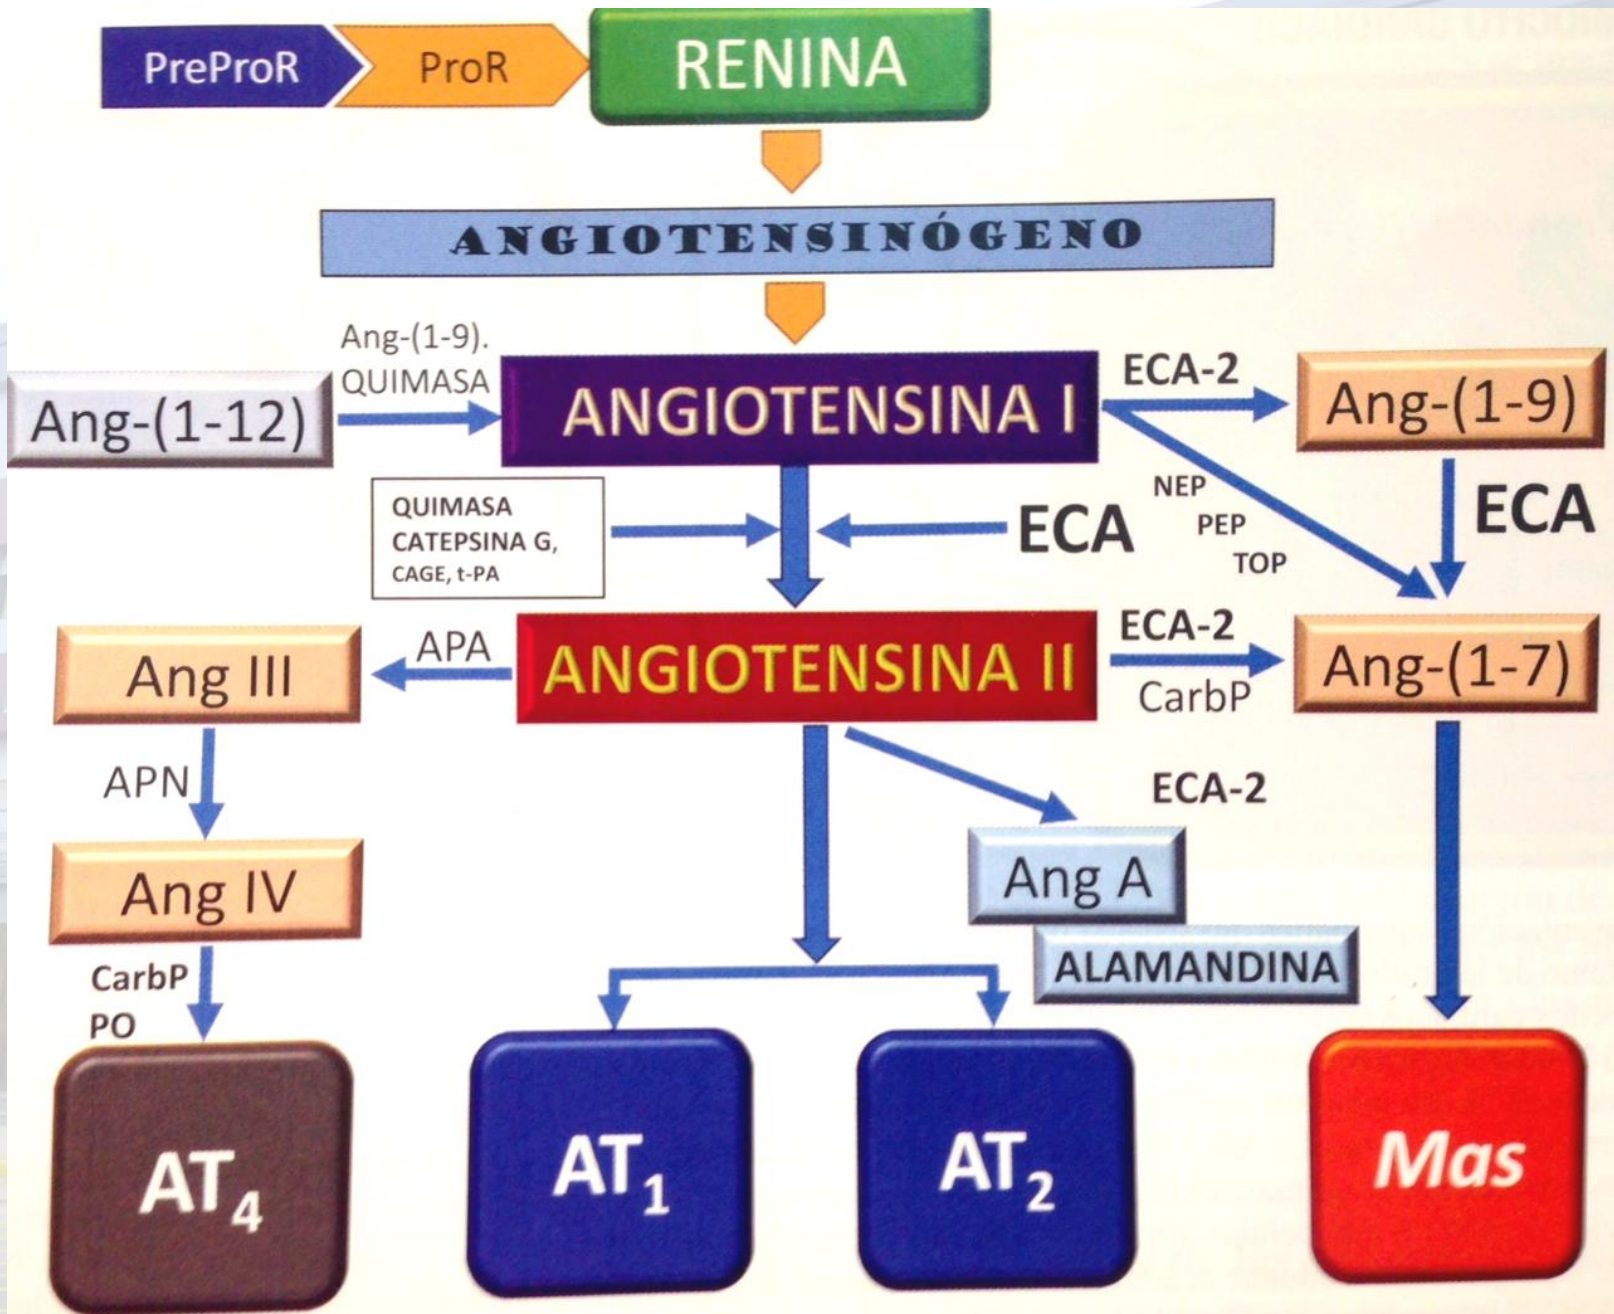 PreProR
ProR
RENINA
ANGIOTENSINÓGENO
Ang-(1-9).
QUIMASA
Ang-(1-12)
ANGIOTENSINA I
ECA-2
Ang-(1-9)
QUIMASA
CATEPSINA G,
CAGE, t-PA
ECA
NEP
PEP
TOP
ECA
Ang III
APA
ANGIOTENSINA II
ECA-2
CarbP
Ang-(1-7)
APN
ECA-2
Ang IV
Ang A
ALAMANDINA
CarbP
PO
AT4
AT1
AT2
Mas